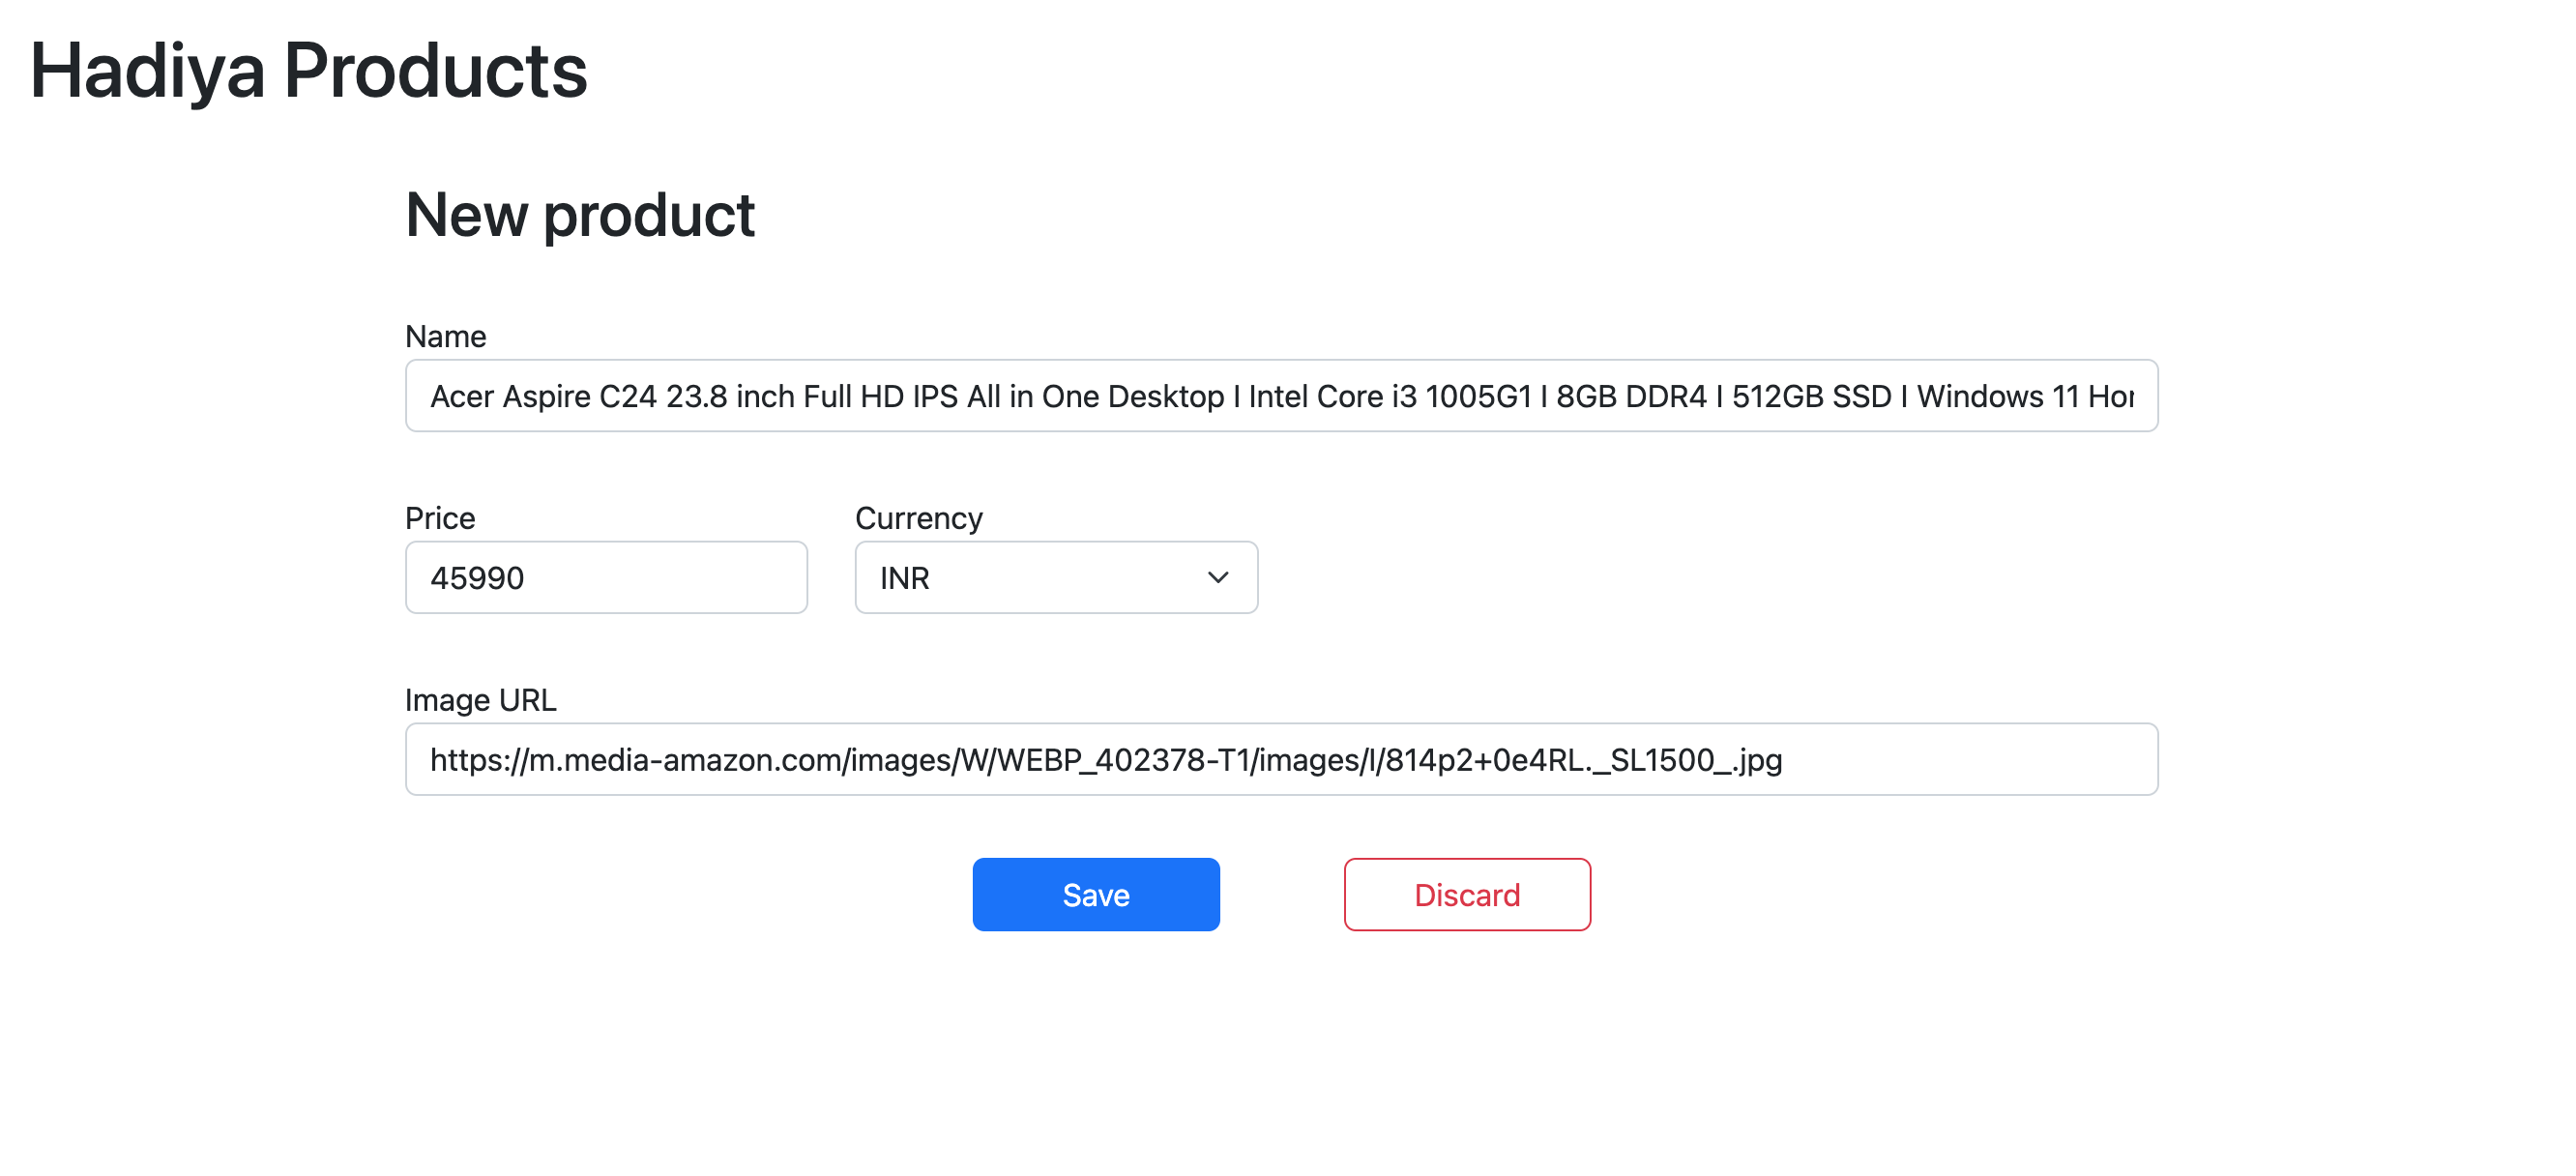 Hadiya Products
New product
Name
Acer Aspire C24 23.8 inch Full HD IPS All in One Desktop I Intel Core i3 1005G1 I 8GB DDR4 I 512GB SSD I Windows 11
Price Currency
45990 INR
Image URL
https://m.media-amazon.com/images/W/WEBP_402378-T1/images/I/814p2+0e4RL._SL1500_.jpg
Save Discard